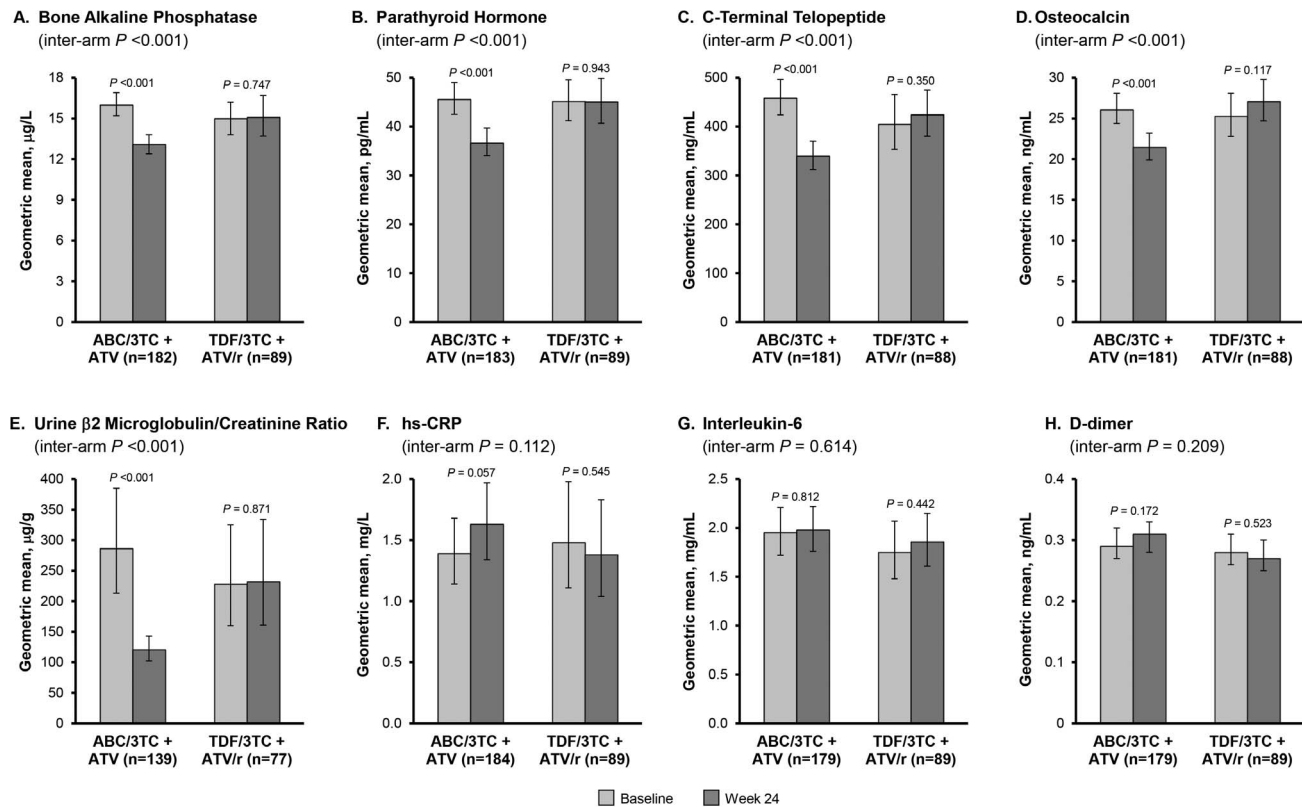 A. Bone Alkaline Phosphatase
(inter-arm P <0.001)
Geometric mean, µg/L
18
15
12
9
6
3
0
P <0.001
P = 0.747
ABC/3TC +
ATV (n=182)
TDF/3TC +
ATV/r (n=89)
B. Parathyroid Hormone
(inter-arm P <0.001)
Geometric mean, pg/mL
50
40
30
20
10
0
P <0.001
P = 0.943
ABC/3TC +
ATV (n=183)
TDF/3TC +
ATV/r (n=89)
C. C-Terminal Telopeptide
(inter-arm P <0.001)
Geometric mean, mg/mL
500
400
300
200
100
0
P <0.001
P = 0.350
ABC/3TC +
ATV (n=181)
TDF/3TC +
ATV/r (n=88)
D. Osteocalcin
(inter-arm P <0.001)
Geometric mean, ng/mL
30
25
20
15
10
5
0
P <0.001
P = 0.117
ABC/3TC +
ATV (n=181)
TDF/3TC +
ATV/r (n=88)
E. Urine β2 Microglobulin/Creatinine Ratio
(inter-arm P <0.001)
Geometric mean, µg/g
400
350
300
250
200
150
100
50
0
P <0.001
P = 0.871
ABC/3TC +
ATV (n=139)
TDF/3TC +
ATV/r (n=77)
F. hs-CRP
(inter-arm P = 0.112)
Geometric mean, mg/L
2.0
1.5
1.0
0.5
0.0
P = 0.057
P = 0.545
ABC/3TC +
ATV (n=184)
TDF/3TC +
ATV/r (n=89)
G. Interleukin-6
(inter-arm P = 0.614)
Geometric mean, mg/mL
2.5
2.0
1.5
1.0
0.5
0.0
P = 0.812
P = 0.442
ABC/3TC +
ATV (n=179)
TDF/3TC +
ATV/r (n=89)
H. D-dimer
(inter-arm P = 0.209)
Geometric mean, ng/mL
0.4
0.3
0.2
0.1
0
P = 0.172
P = 0.523
ABC/3TC +
ATV (n=179)
TDF/3TC +
ATV/r (n=89)
Baseline
Week 24